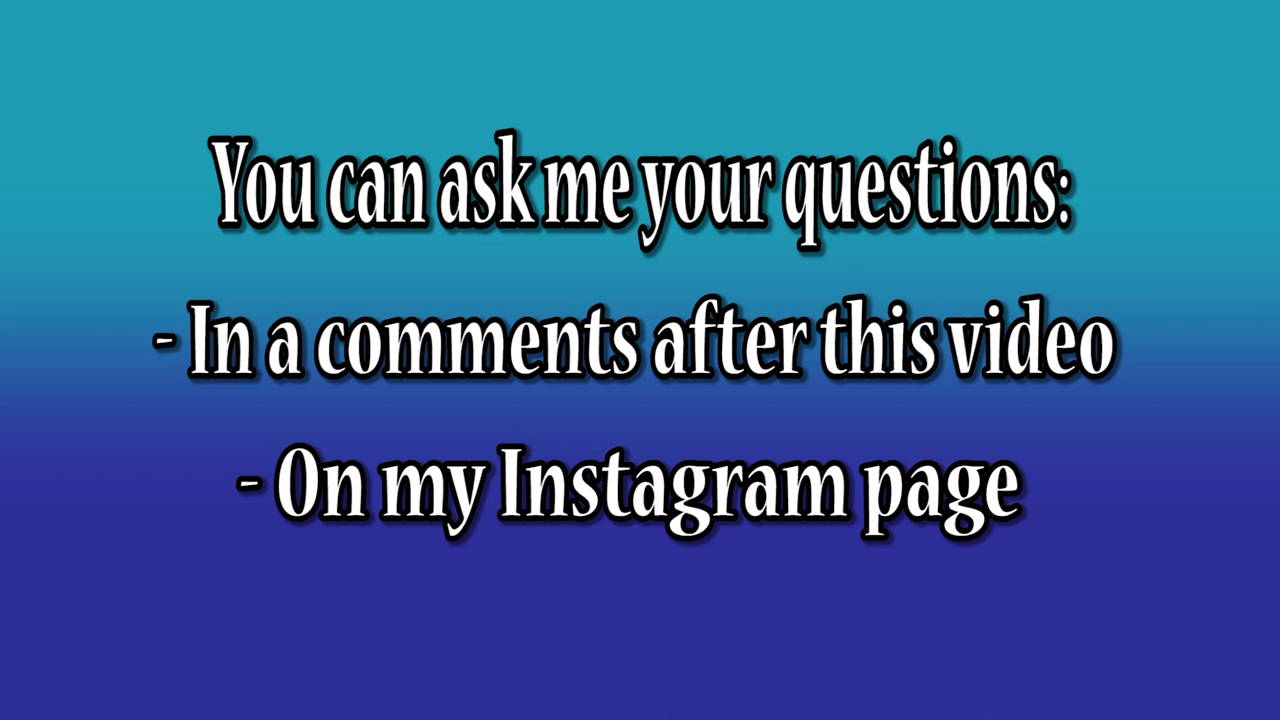 You can ask me your questions:
- In a comments after this video
- On my Instagram page